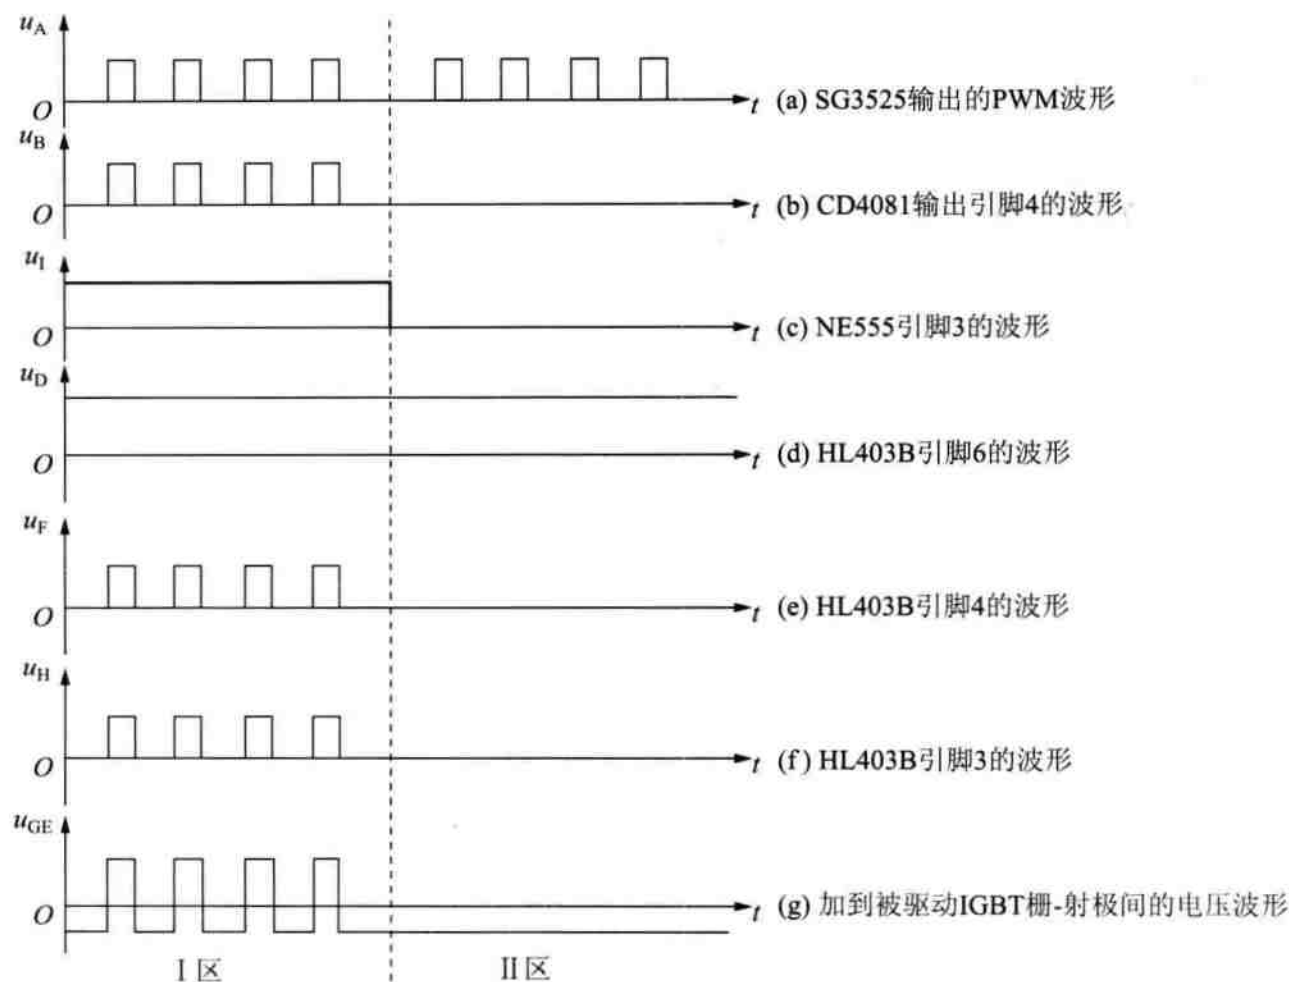 uA
O
t
(a) SG3525输出的PWM波形
uB
O
t
(b) CD4081输出引脚4的波形
uI
O
t
(c) NE555引脚3的波形
uD
O
t
(d) HL403B引脚6的波形
uF
O
t
(e) HL403B引脚4的波形
uH
O
t
(f) HL403B引脚3的波形
uGE
O
t
(g) 加到被驱动IGBT栅-射极间的电压波形
I区
II区